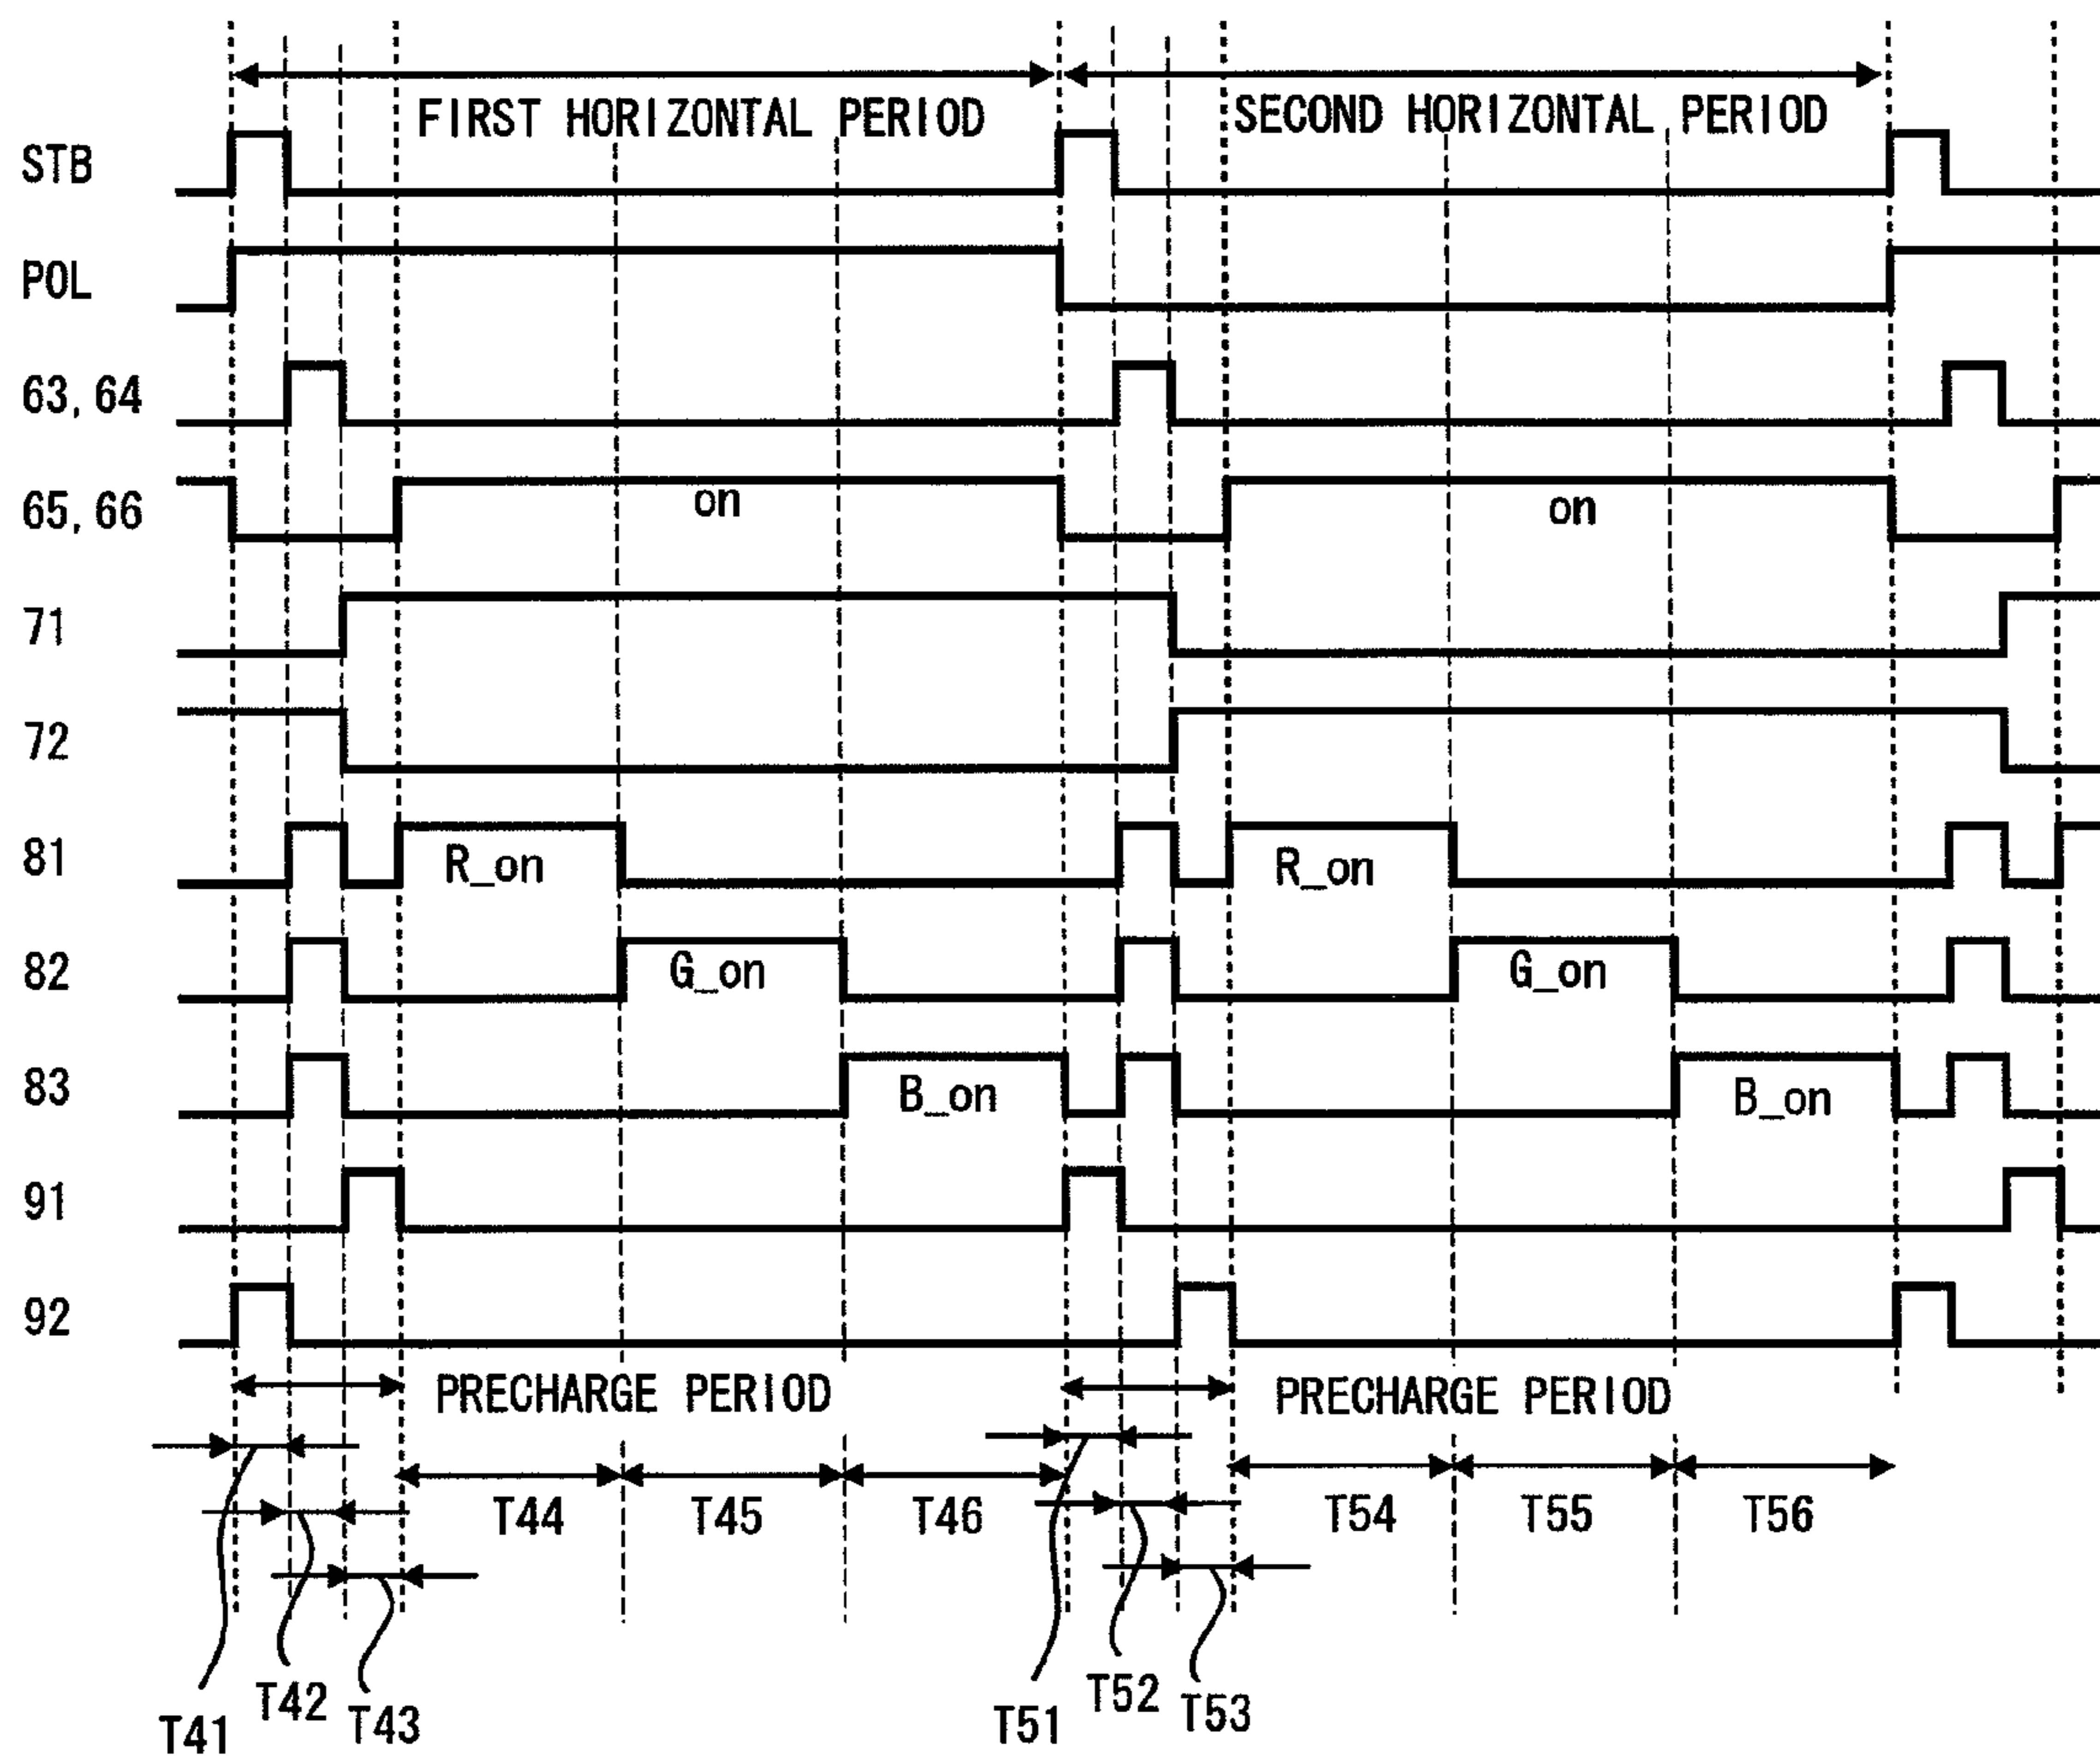 FIRST HORIZONTAL PERIOD
SECOND HORIZONTAL PERIOD
STB
POL
63, 64
65, 66
on
on
71
72
81
R_on
R_on
82
G_on
G_on
83
B_on
B_on
91
92
PRECHARGE PERIOD
PRECHARGE PERIOD
T44
T45
T46
T54
T55
T56
T41
T42
T43
T51
T52
T53